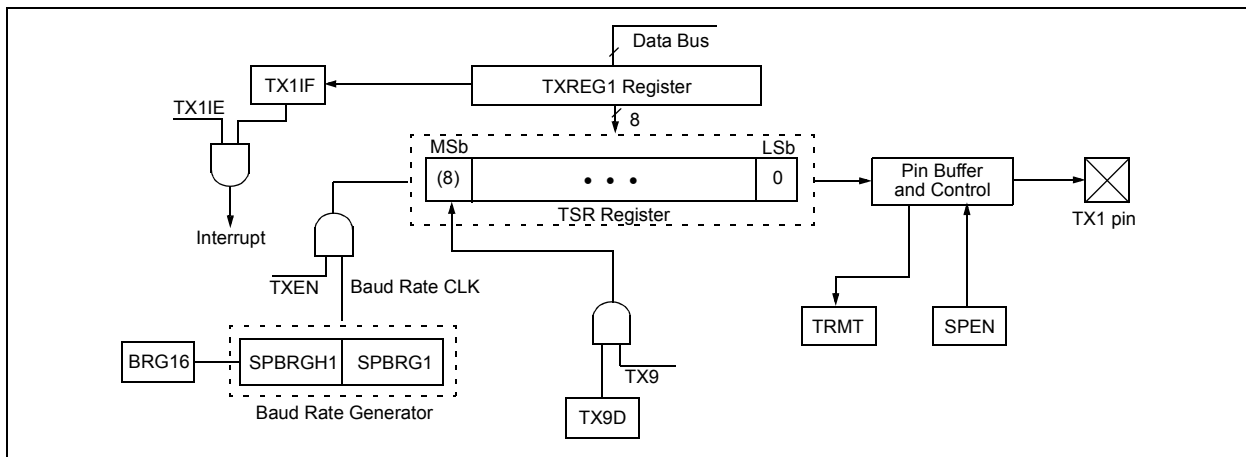 Data Bus
TX1IF
TXREG1 Register
TX1IE
8
MSb
LSb
(8)
• • •
0
Pin Buffer
and Control
TSR Register
TX1 pin
Interrupt
TXEN
Baud Rate CLK
TRMT
SPEN
BRG16
SPBRGH1
SPBRG1
TX9
Baud Rate Generator
TX9D